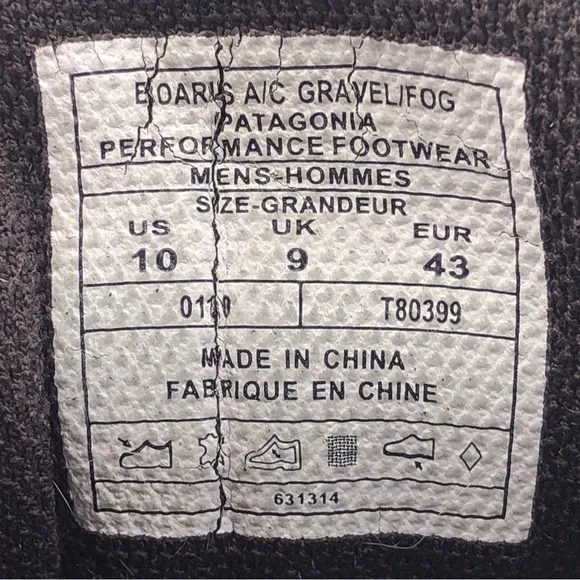 BOARIS A/C GRAVEL/FOG
PATAGONIA
PERFORMANCE FOOTWEAR
MENS-HOMMES
SIZE-GRANDEUR
US UK EUR
10 9 43
T80399
MADE IN CHINA
FABRIQUE EN CHINE
631314